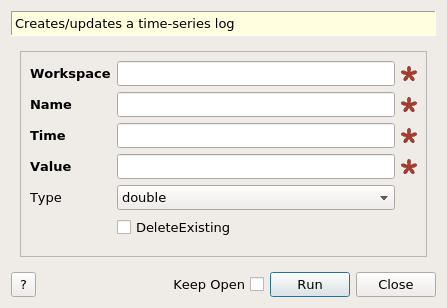 Creates/updates a time-series log
Workspace
Name
Time
Value
Type double
DeleteExisting
? Keep Open Run Close